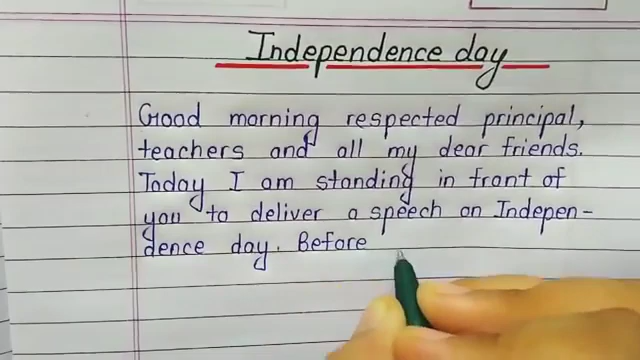 Independence day
Good morning respected principal,
teachers and all my dear friends.
Today I am standing in front of
you to deliver a speech on Indepen-
dence day. Before